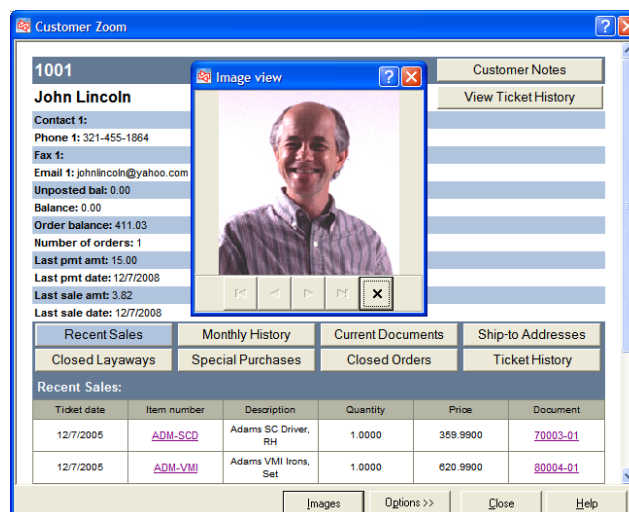 Customer Zoom
1001
Customer Notes
John Lincoln
View Ticket History
Image view
Contact 1:
Phone 1: 321-455-1864
Fax 1:
Email 1: johnlincoln@yahoo.com
Unposted bal: 0.00
Balance: 0.00
Order balance: 411.03
Number of orders: 1
Last pmt amt: 15.00
Last pmt date: 12/7/2008
Last sale amt: 3.82
Last sale date: 12/7/2008
Recent Sales Monthly History Current Documents Ship-to Addresses
Closed Layaways Special Purchases Closed Orders Ticket History
Recent Sales:
Ticket date Item number Description Quantity Price Document
12/7/2005 ADM-SCD Adams SC Driver, RH 1.0000 359.9900 70003-01
12/7/2005 ADM-VMI Adams VMI Irons, Set 1.0000 620.9900 80004-01
Images Options >> Close Help